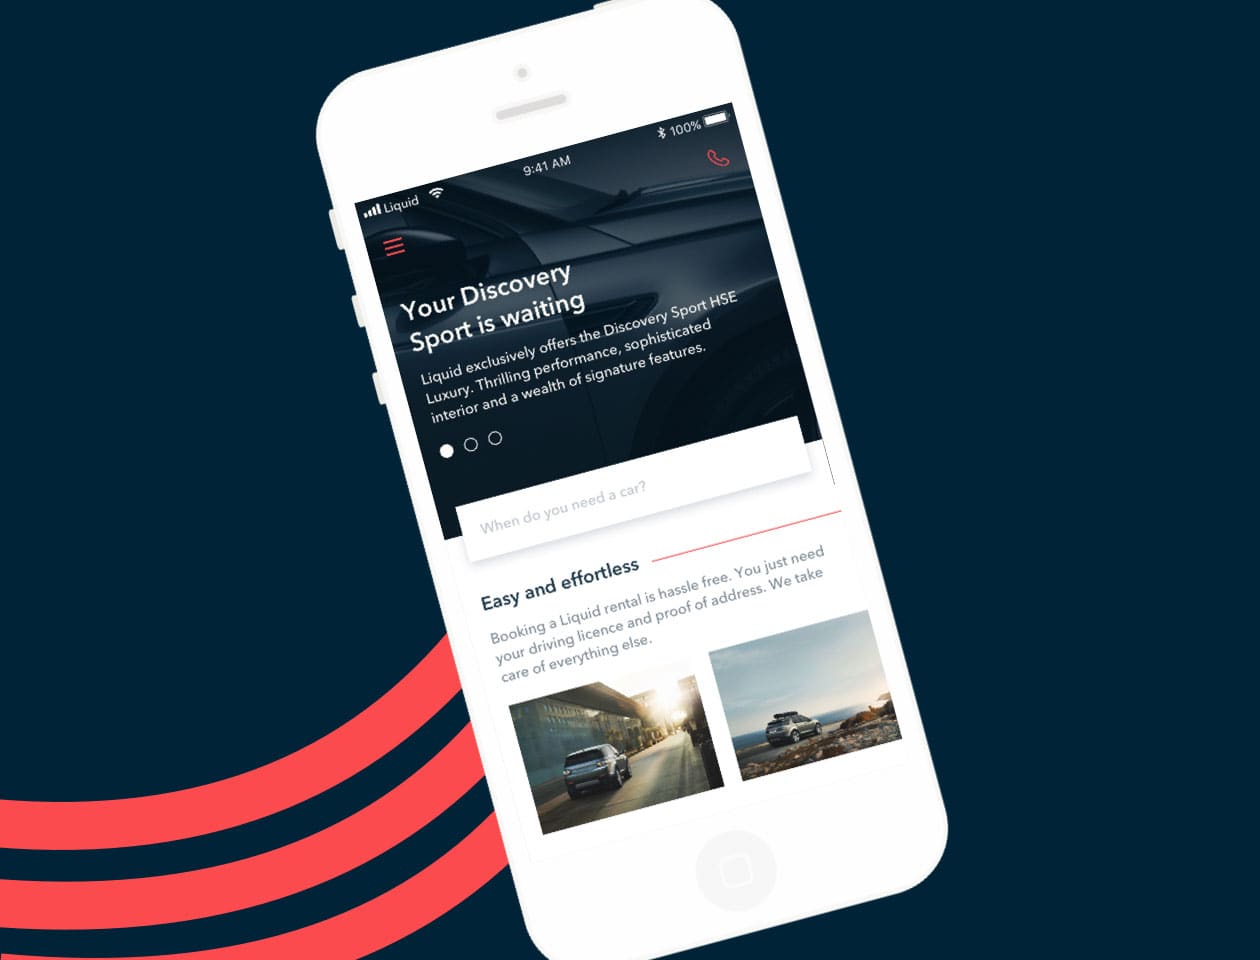 Liquid
9:41 AM
100%
Your Discovery
Sport is waiting
Liquid exclusively offers the Discovery Sport HSE
Luxury. Thrilling performance, sophisticated
interior and a wealth of signature features.
When do you need a car?
Easy and effortless
Booking a Liquid rental is hassle free. You just need
your driving licence and proof of address. We take
care of everything else.